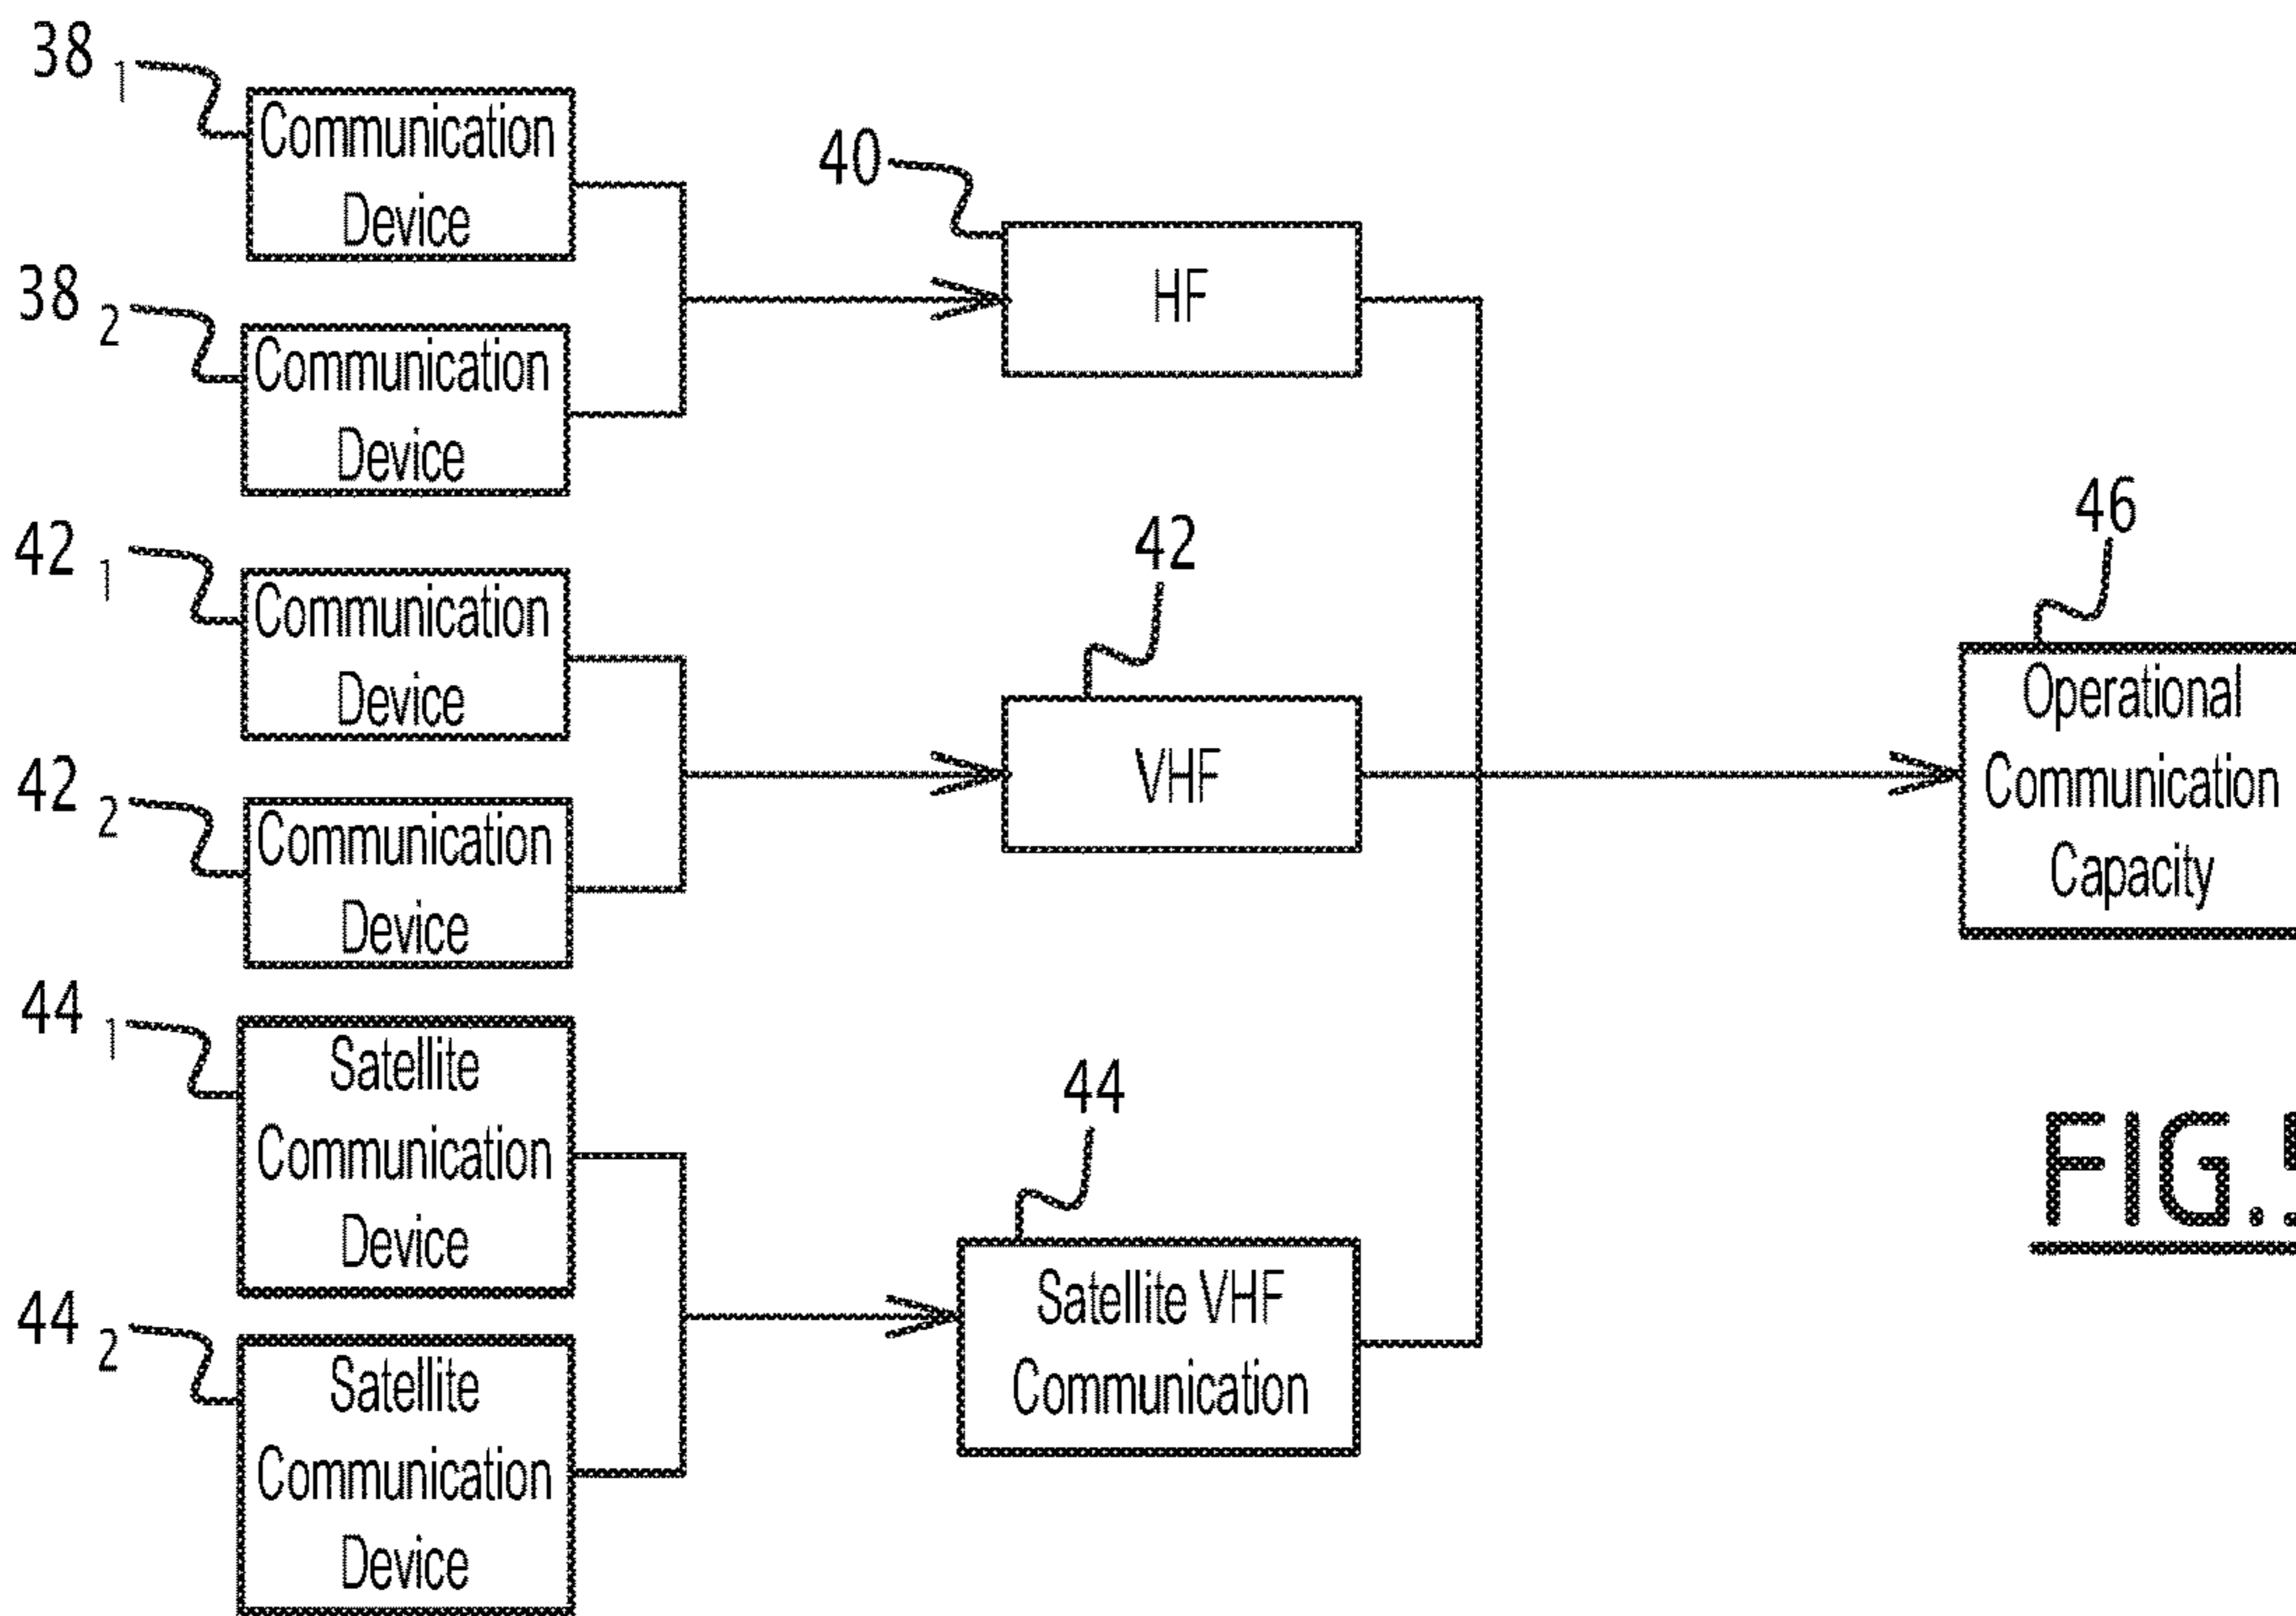 38 1
Communication
Device
38 2
Communication
Device
40
HF
42 1
Communication
Device
42 2
Communication
Device
42
VHF
46
Operational
Communication
Capacity
44 1
Satellite
Communication
Device
44 2
Satellite
Communication
Device
44
Satellite VHF
Communication
FIG.